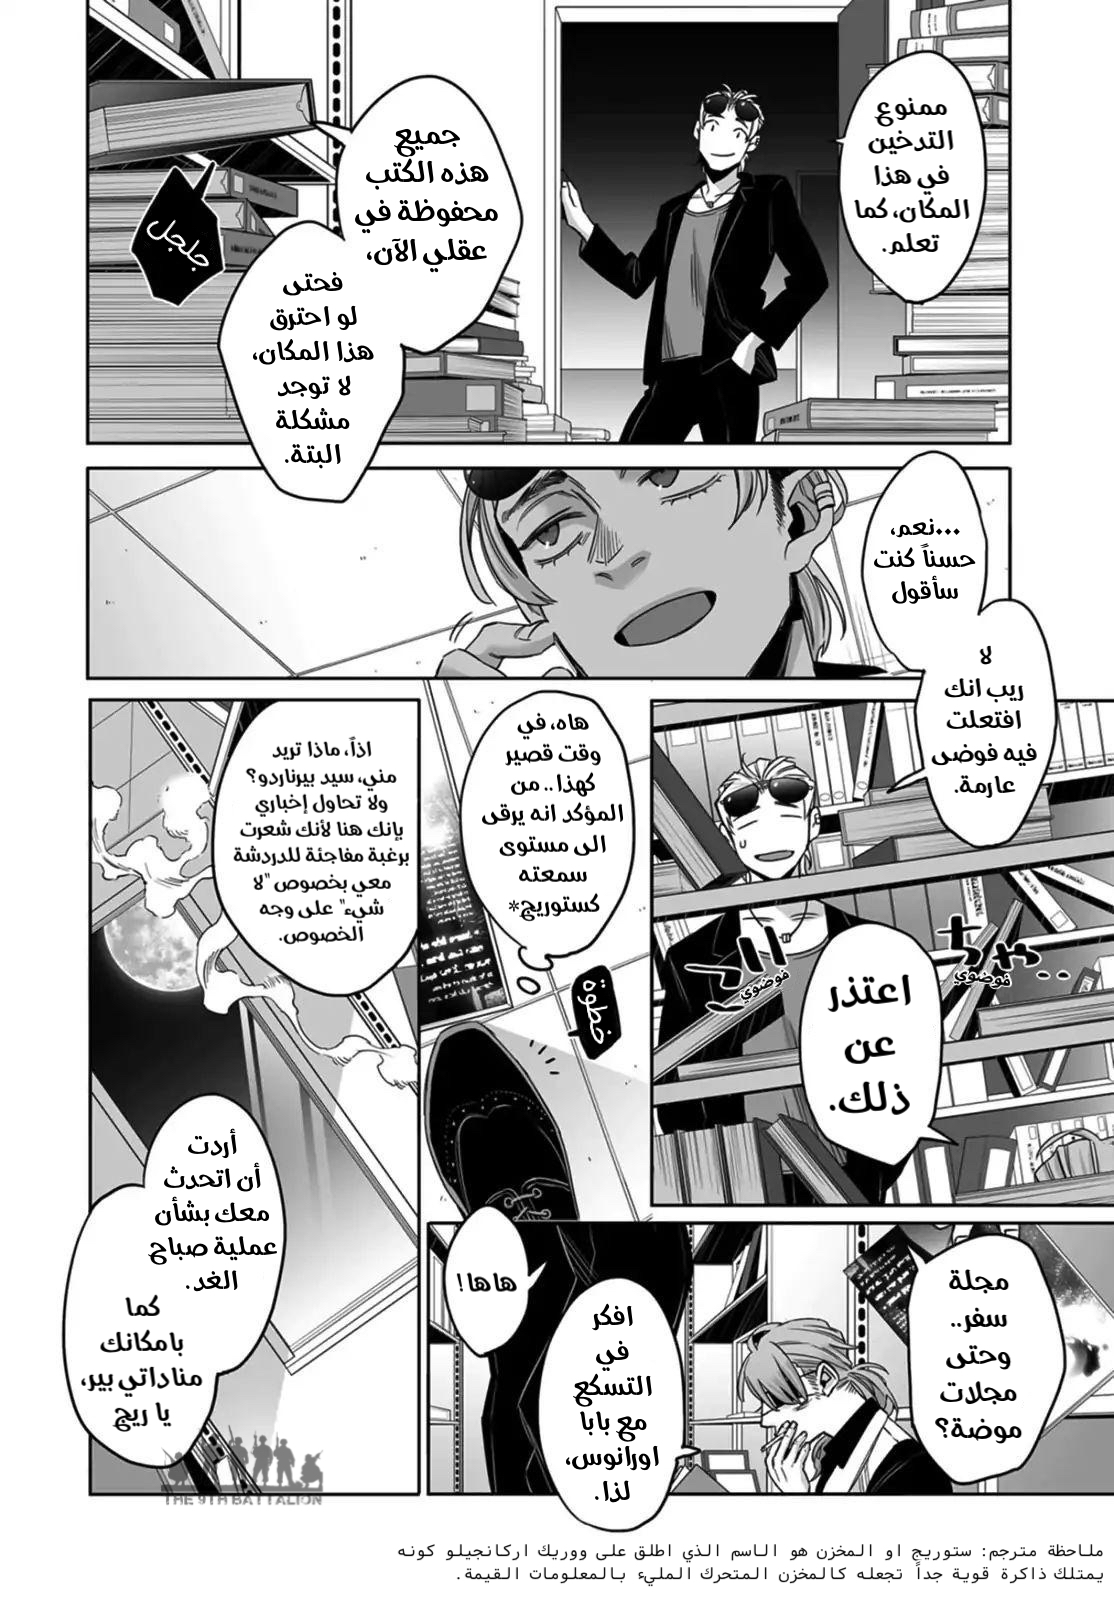 ممنوع
التدخين
في هذا
المكان، كما
تعلم.
جميع
هذه الكتب
محفوظة في
عقلي الآن،
فحتى
لو احترق
هذا المكان،
لا توجد
مشكلة
البتة.
جلجل
...نعم،
حسناً كنت
سأقول
لا
ريب انك
افتعلت
فيه فوضى
عارمة.
ちゃ..
فوضوي
فوضوي
اعتذر
عن
ذلك.
هاه، في
وقت قصير
كهذا.. من
المؤكد انه يرقى
الى مستوى
سمعته
كستوريج*
خطوة
اذاً، ماذا تريد
مني، سيد بيرناردو؟
ولا تحاول إخباري
بإنك هنا لأنك شعرت
برغبة مفاجئة للدردشة
معي بخصوص "لا
شيء" على وجه
الخصوص.
مجلة
سفر..
وحتى
مجلات
موضة؟
هاها!
افكر
في
التسكع
مع بابا
اورانوس،
لذا.
أردت
أن اتحدث
معك بشأن
عملية صباح
الغد.
كما
بامكانك
مناداتي بير،
يا ريج
THE 9TH BATTALION
ملاحظة مترجم: ستوريج او المخزن هو الاسم الذي اطلق على ووريك اركانجيلو كونه
يمتلك ذاكرة قوية جداً تجعله كالمخزن المتحرك المليء بالمعلومات القيمة.